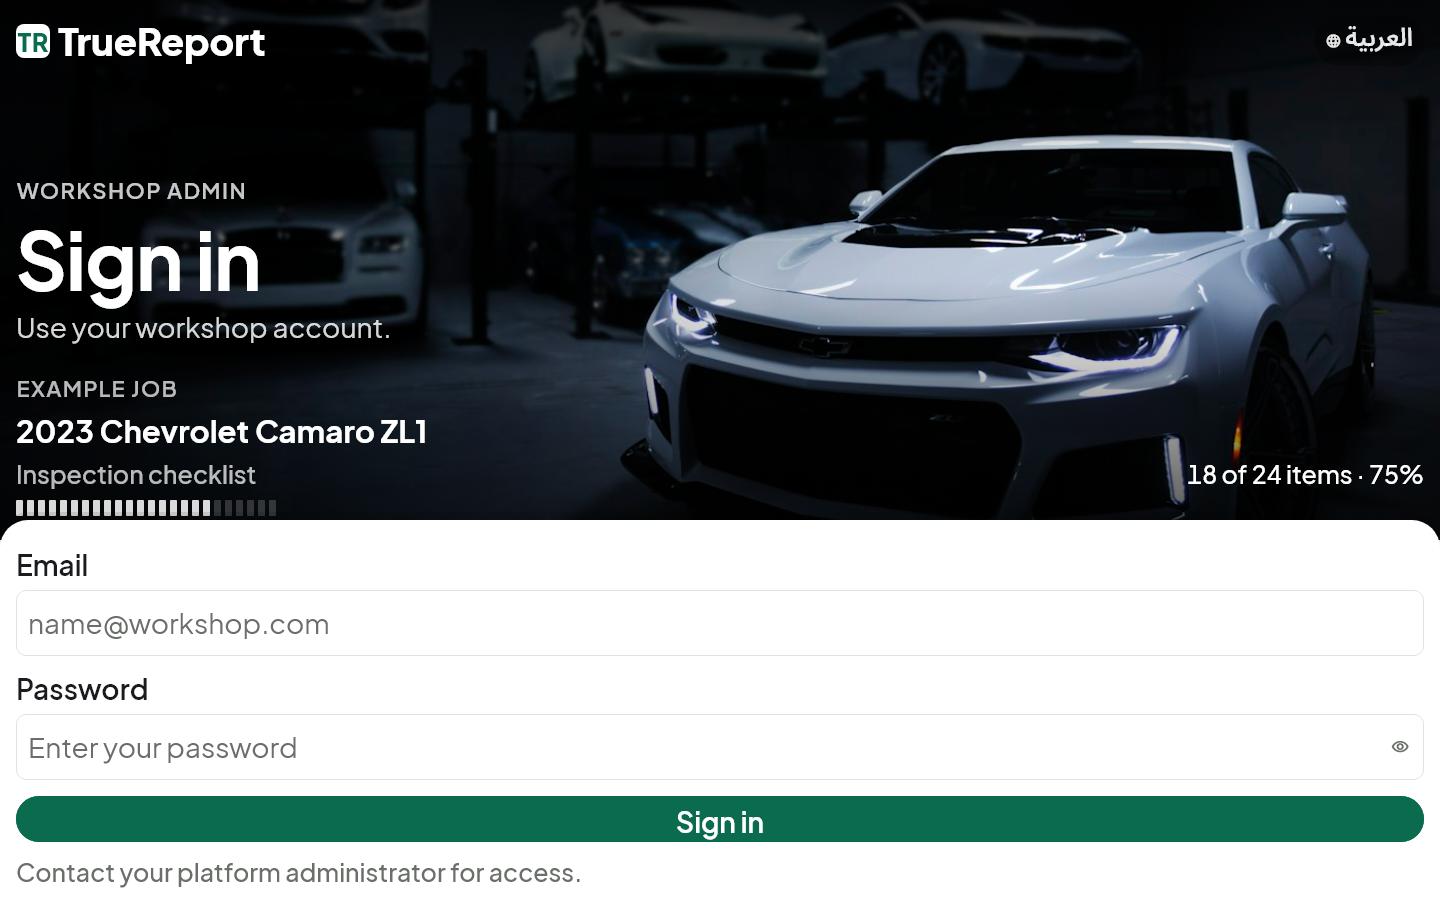 TR TrueReport
العربية
WORKSHOP ADMIN
Sign in
Use your workshop account.
EXAMPLE JOB
2023 Chevrolet Camaro ZL1
Inspection checklist
18 of 24 items · 75%
Email
name@workshop.com
Password
Enter your password
Sign in
Contact your platform administrator for access.